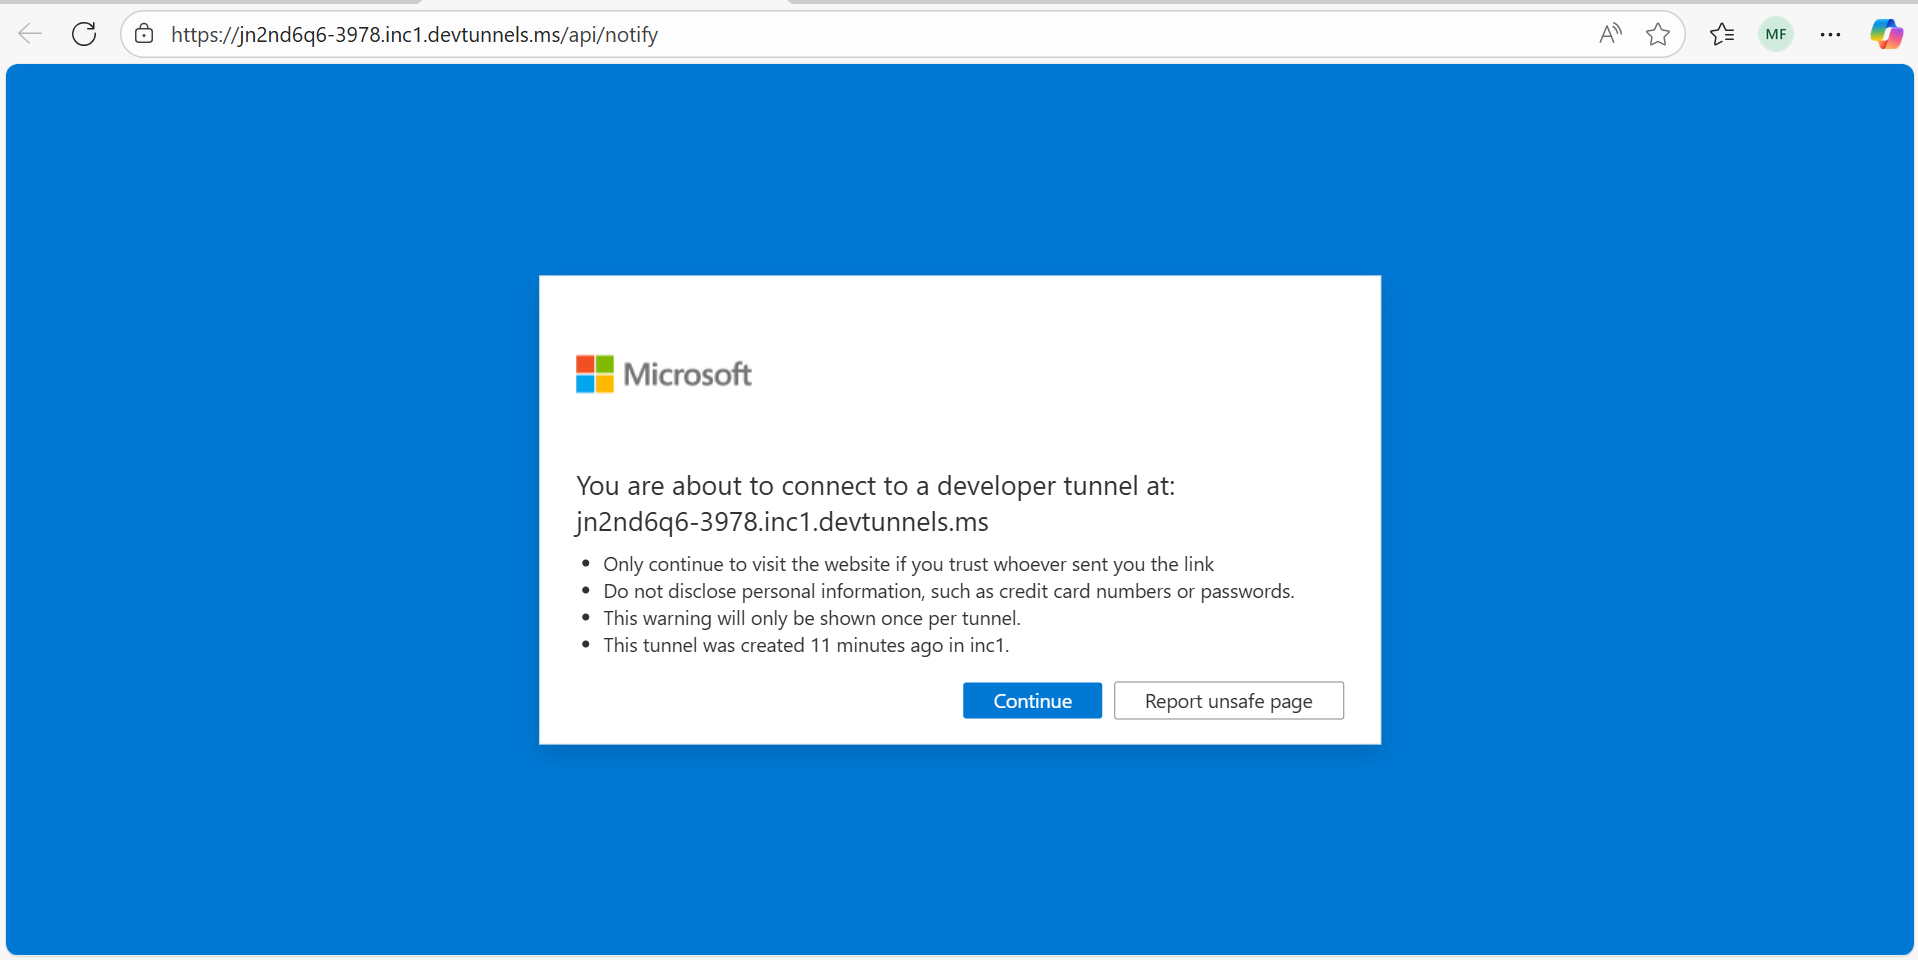 https://jn2nd6q6-3978.inc1.devtunnels.ms/api/notify
MF
Microsoft
You are about to connect to a developer tunnel at:
jn2nd6q6-3978.inc1.devtunnels.ms
• Only continue to visit the website if you trust whoever sent you the link
• Do not disclose personal information, such as credit card numbers or passwords.
• This warning will only be shown once per tunnel.
• This tunnel was created 11 minutes ago in inc1.
Continue
Report unsafe page